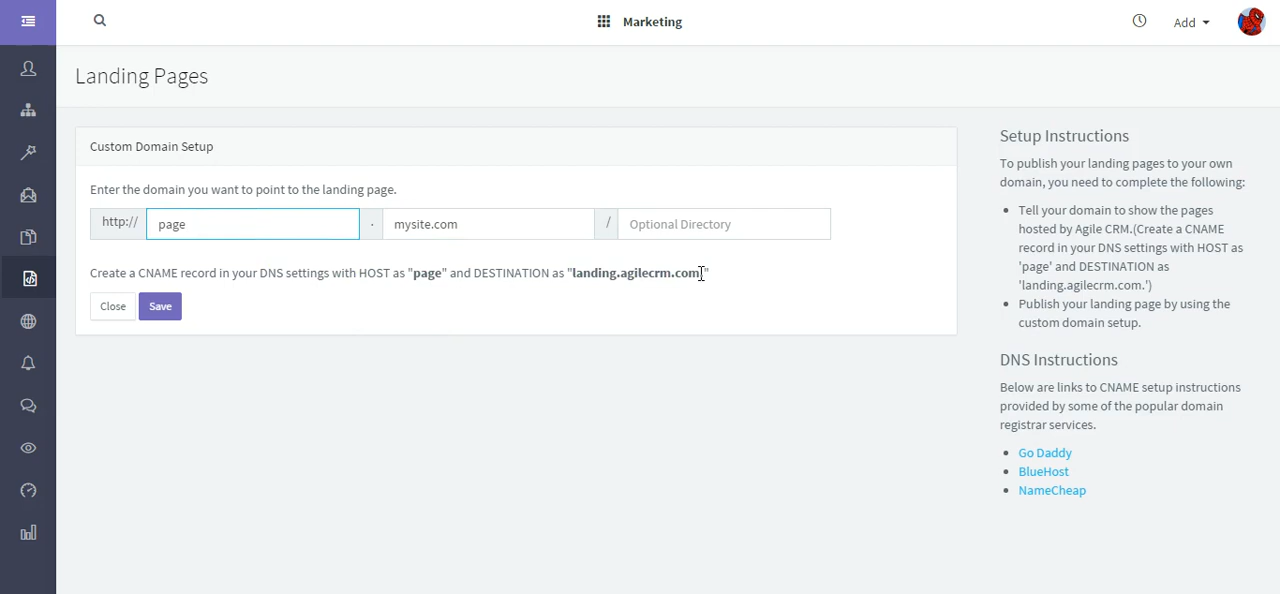 Marketing
Add
Landing Pages
Custom Domain Setup
Enter the domain you want to point to the landing page.
http:// page . mysite.com / Optional Directory
Create a CNAME record in your DNS settings with HOST as "page" and DESTINATION as "landing.agilecrm.com."
Close Save
Setup Instructions
To publish your landing pages to your own
domain, you need to complete the following:
Tell your domain to show the pages
hosted by Agile CRM.(Create a CNAME
record in your DNS settings with HOST as
'page' and DESTINATION as
'landing.agilecrm.com.')
Publish your landing page by using the
custom domain setup.
DNS Instructions
Below are links to CNAME setup instructions
provided by some of the popular domain
registrar services.
Go Daddy
BlueHost
NameCheap